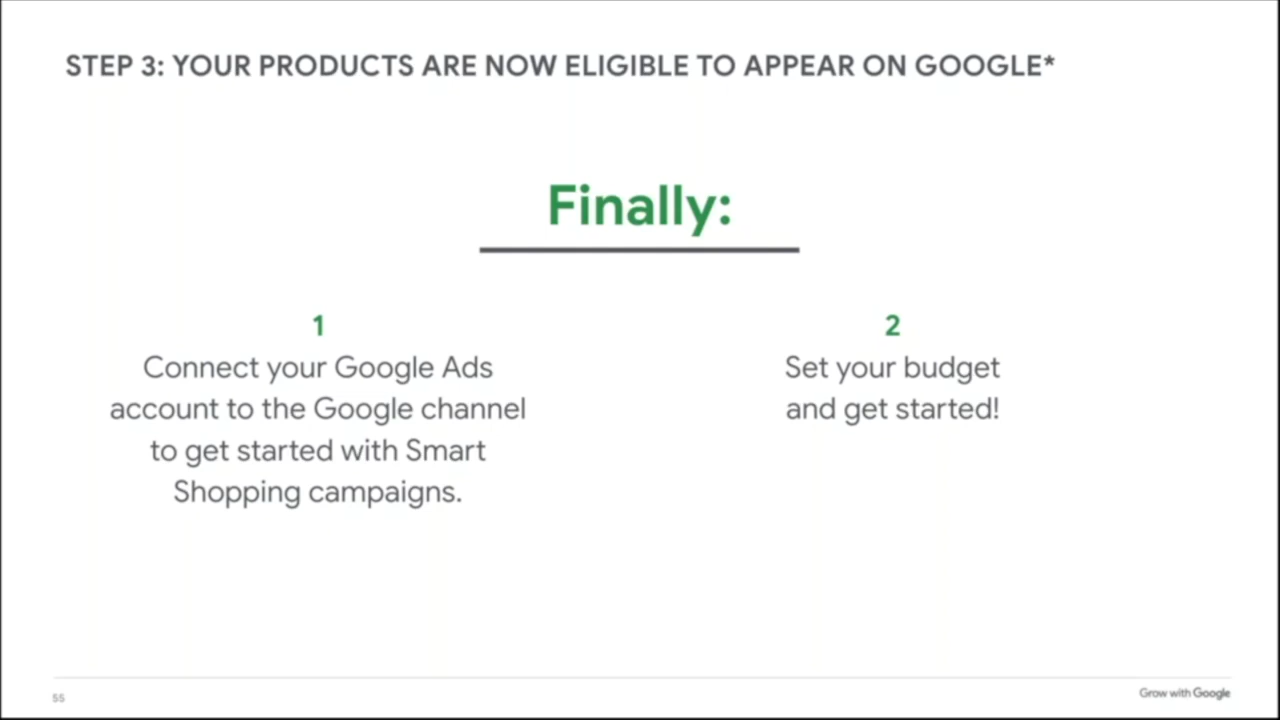 STEP 3: YOUR PRODUCTS ARE NOW ELIGIBLE TO APPEAR ON GOOGLE*
Finally:
1
Connect your Google Ads
account to the Google channel
to get started with Smart
Shopping campaigns.
2
Set your budget
and get started!
55
Grow with Google